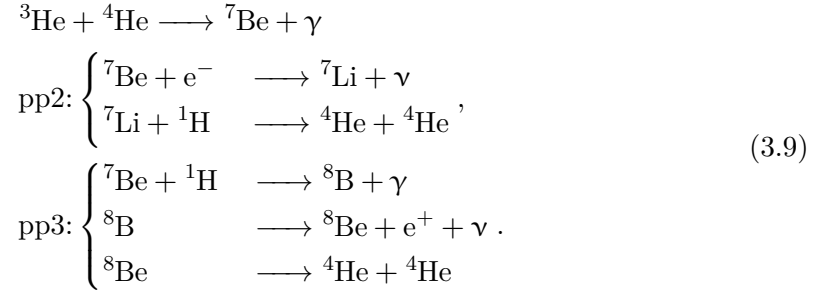 ³He + ⁴He ⟶ ⁷Be + γ
pp2: { ⁷Be + e⁻ ⟶ ⁷Li + ν
⁷Li + ¹H ⟶ ⁴He + ⁴He ,
(3.9)
pp3: { ⁷Be + ¹H ⟶ ⁸B + γ
⁸B ⟶ ⁸Be + e⁺ + ν .
⁸Be ⟶ ⁴He + ⁴He